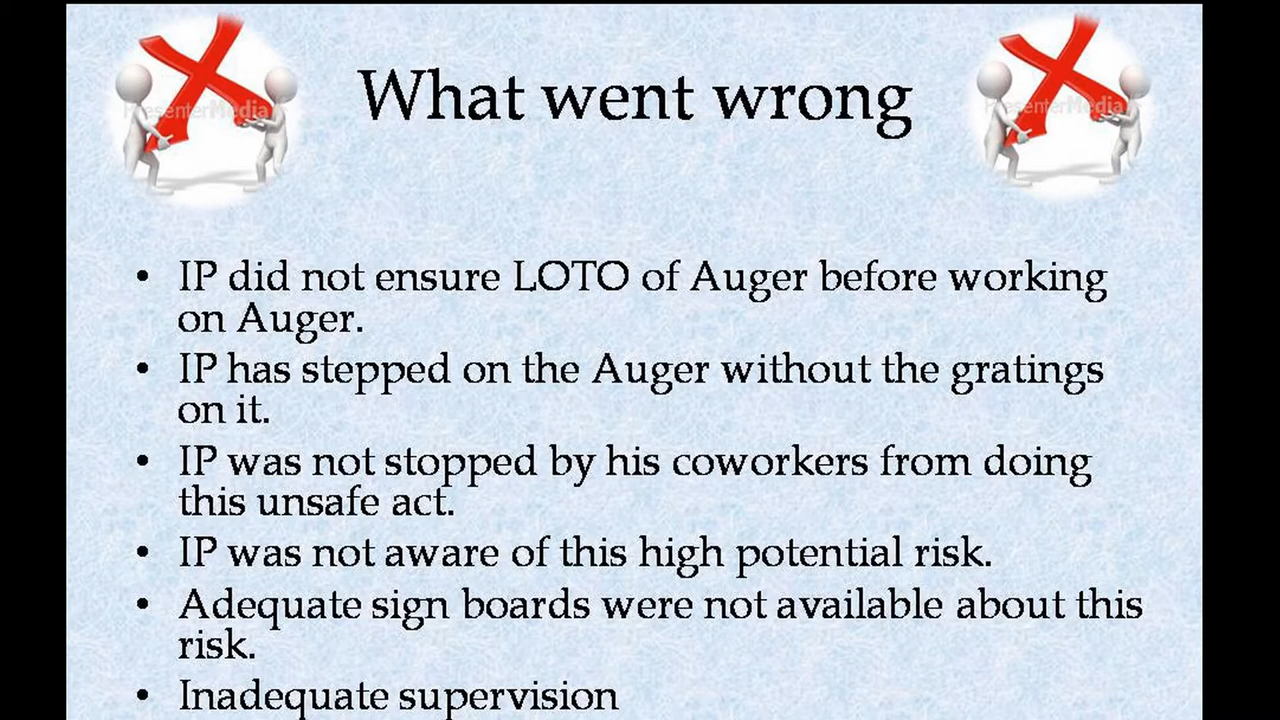 What went wrong
PresenterMedia
PresenterMedia
• IP did not ensure LOTO of Auger before working
on Auger.
• IP has stepped on the Auger without the gratings
on it.
• IP was not stopped by his coworkers from doing
this unsafe act.
• IP was not aware of this high potential risk.
• Adequate sign boards were not available about this
risk.
• Inadequate supervision